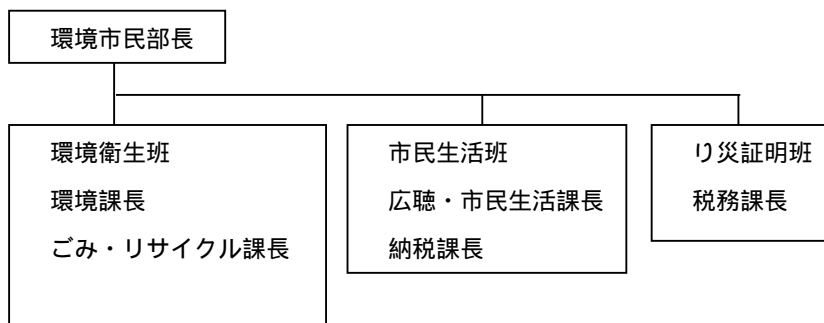 環境市民部長
環境衛生班
環境課長
ごみ・リサイクル課長
市民生活班
広聴・市民生活課長
納税課長
り災証明班
税務課長